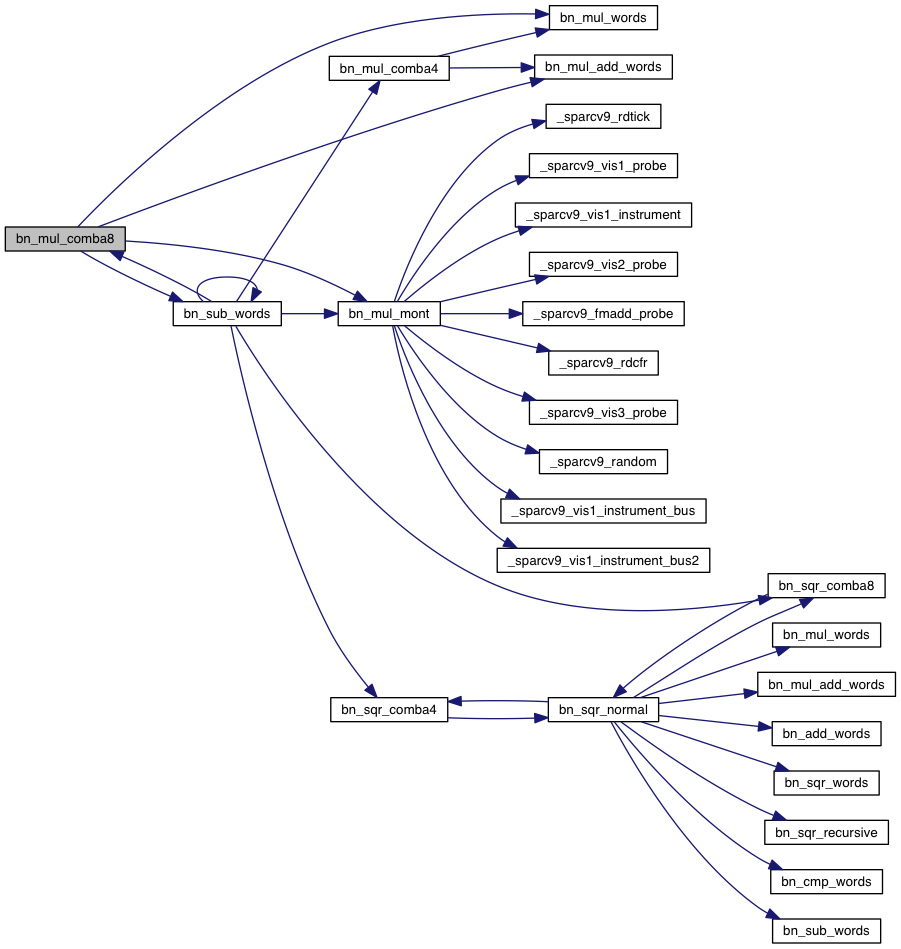 bn_mul_words
bn_mul_comba4
bn_mul_add_words
_sparcv9_rdtick
_sparcv9_vis1_probe
_sparcv9_vis1_instrument
bn_mul_comba8
_sparcv9_vis2_probe
bn_sub_words
bn_mul_mont
_sparcv9_fmadd_probe
_sparcv9_rdcfr
_sparcv9_vis3_probe
_sparcv9_random
_sparcv9_vis1_instrument_bus
_sparcv9_vis1_instrument_bus2
bn_sqr_comba8
bn_mul_words
bn_mul_add_words
bn_sqr_comba4
bn_sqr_normal
bn_add_words
bn_sqr_words
bn_sqr_recursive
bn_cmp_words
bn_sub_words